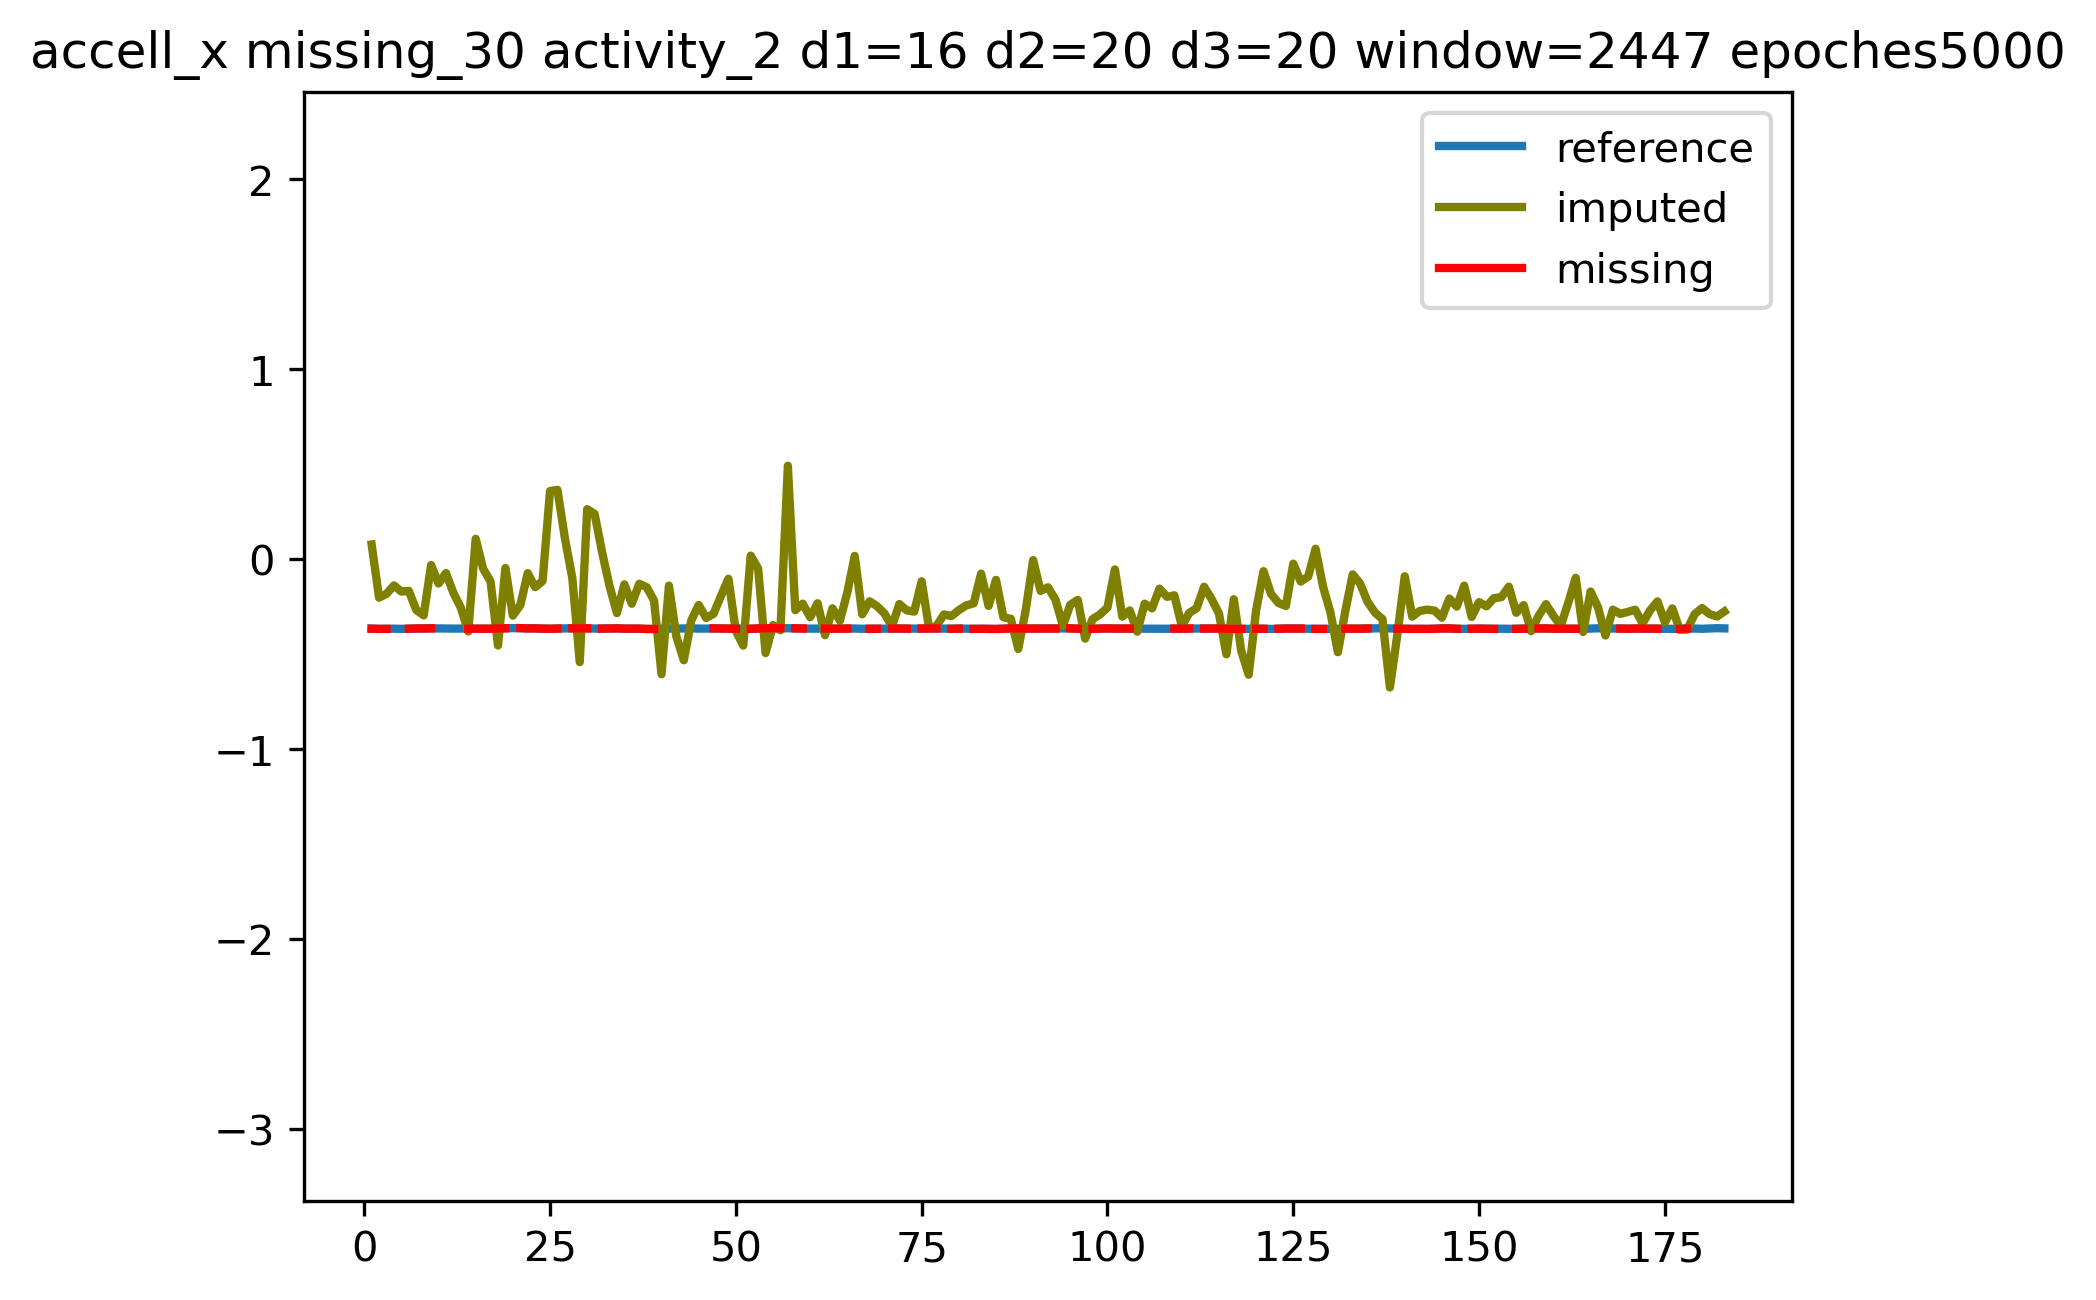 accell_x missing_30 activity_2 d1=16 d2=20 d3=20 window=2447 epoches5000
reference
imputed
missing
2
1
0
−1
−2
−3
0 25 50 75 100 125 150 175